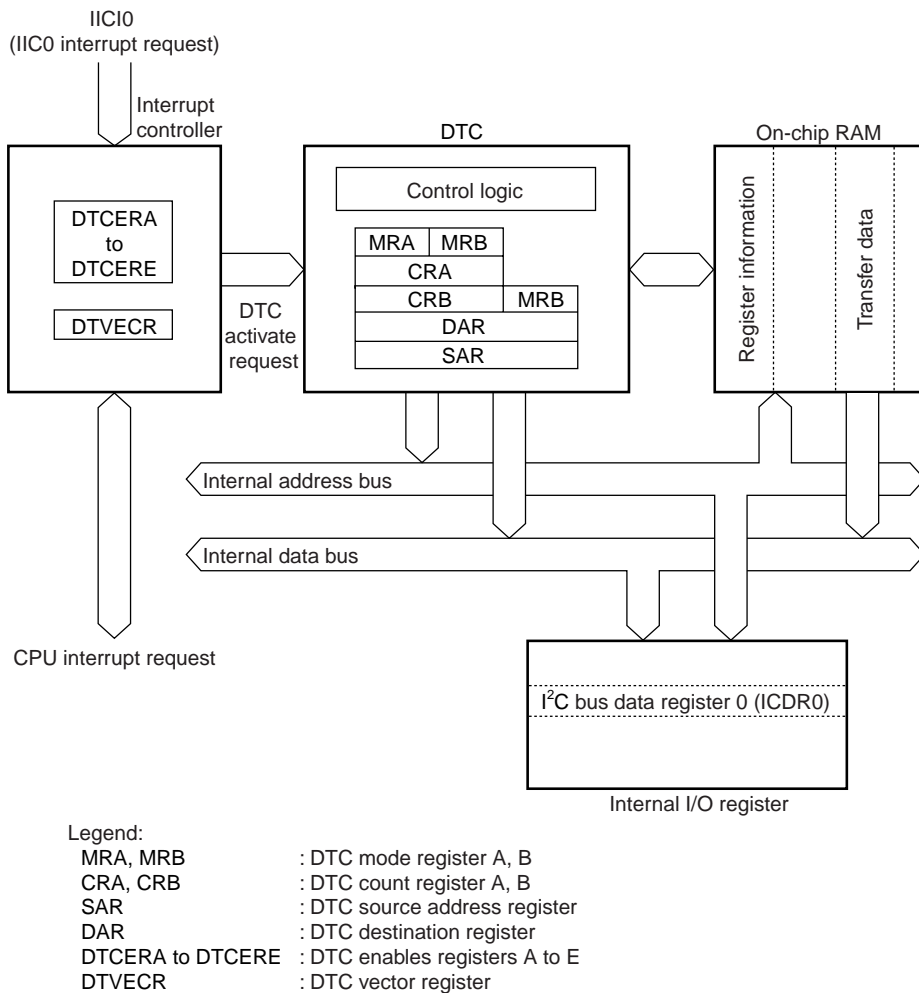 IICI0
(IIC0 interrupt request)
Interrupt
controller
DTCERA
to
DTCERE
DTVECR
DTC
activate
request
DTC
Control logic
MRA MRB
CRA
CRB MRB
DAR
SAR
On-chip RAM
Register information
Transfer data
Internal address bus
Internal data bus
CPU interrupt request
I²C bus data register 0 (ICDR0)
Internal I/O register
Legend:
MRA, MRB : DTC mode register A, B
CRA, CRB : DTC count register A, B
SAR : DTC source address register
DAR : DTC destination register
DTCERA to DTCERE : DTC enables registers A to E
DTVECR : DTC vector register